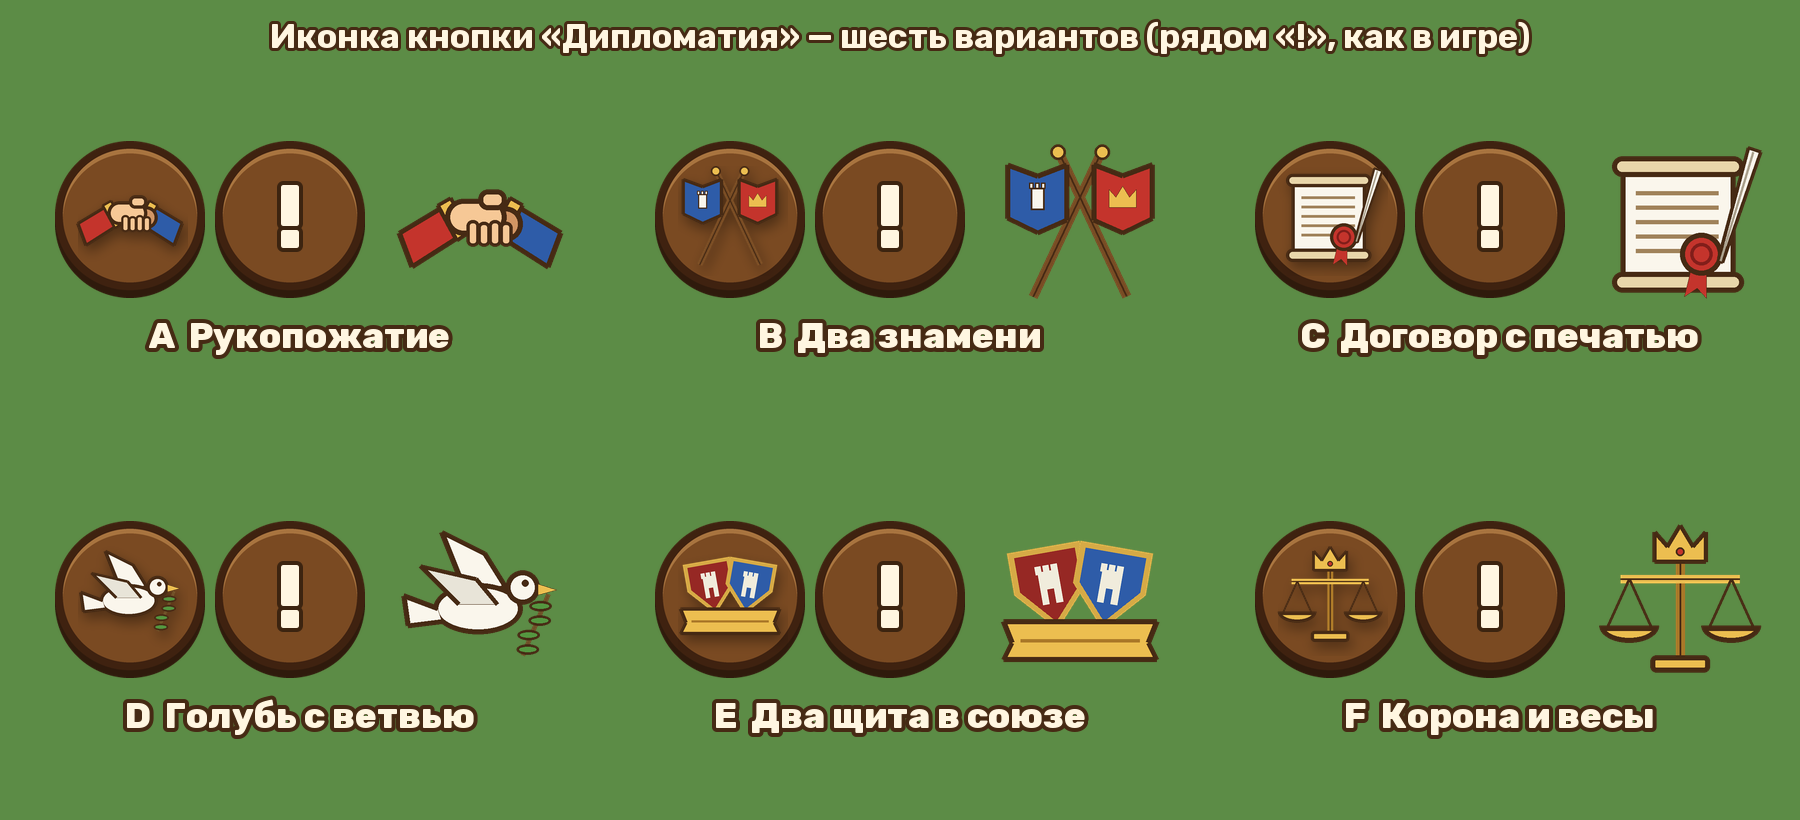 Иконка кнопки «Дипломатия» — шесть вариантов (рядом «!», как в игре)
! ! !
A Рукопожатие
B Два знамени
C Договор с печатью
! ! !
D Голубь с ветвью
E Два щита в союзе
F Корона и весы